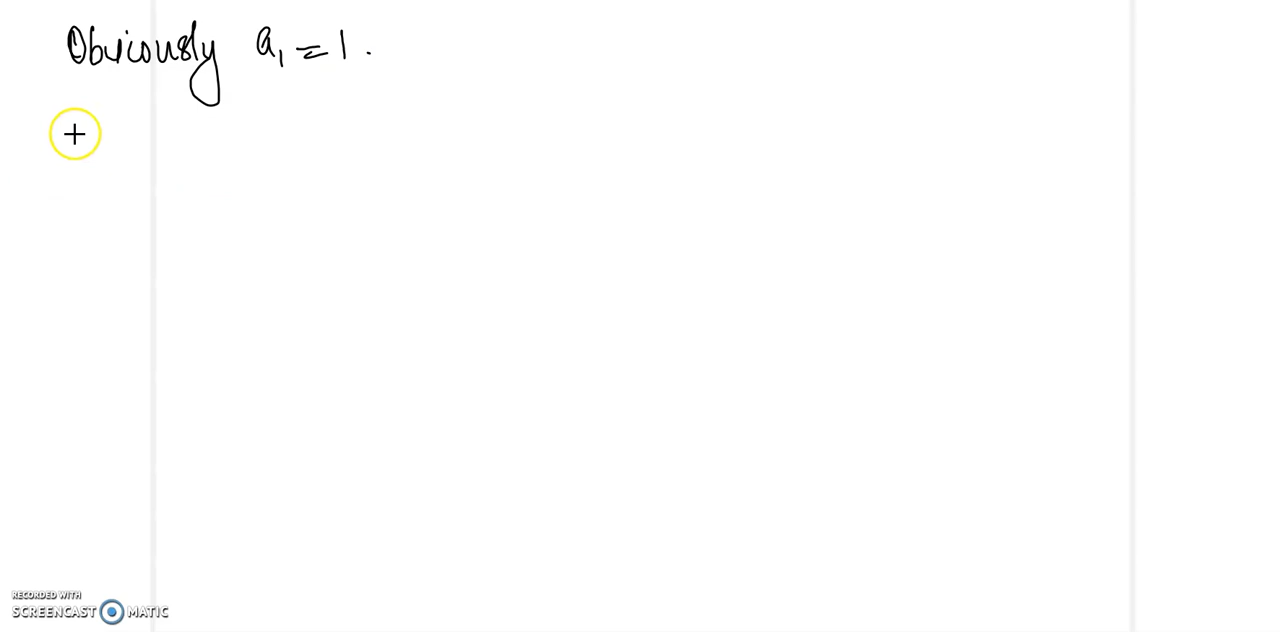 Obviously a₁ = 1.
RECORDED WITH
SCREENCAST MATIC